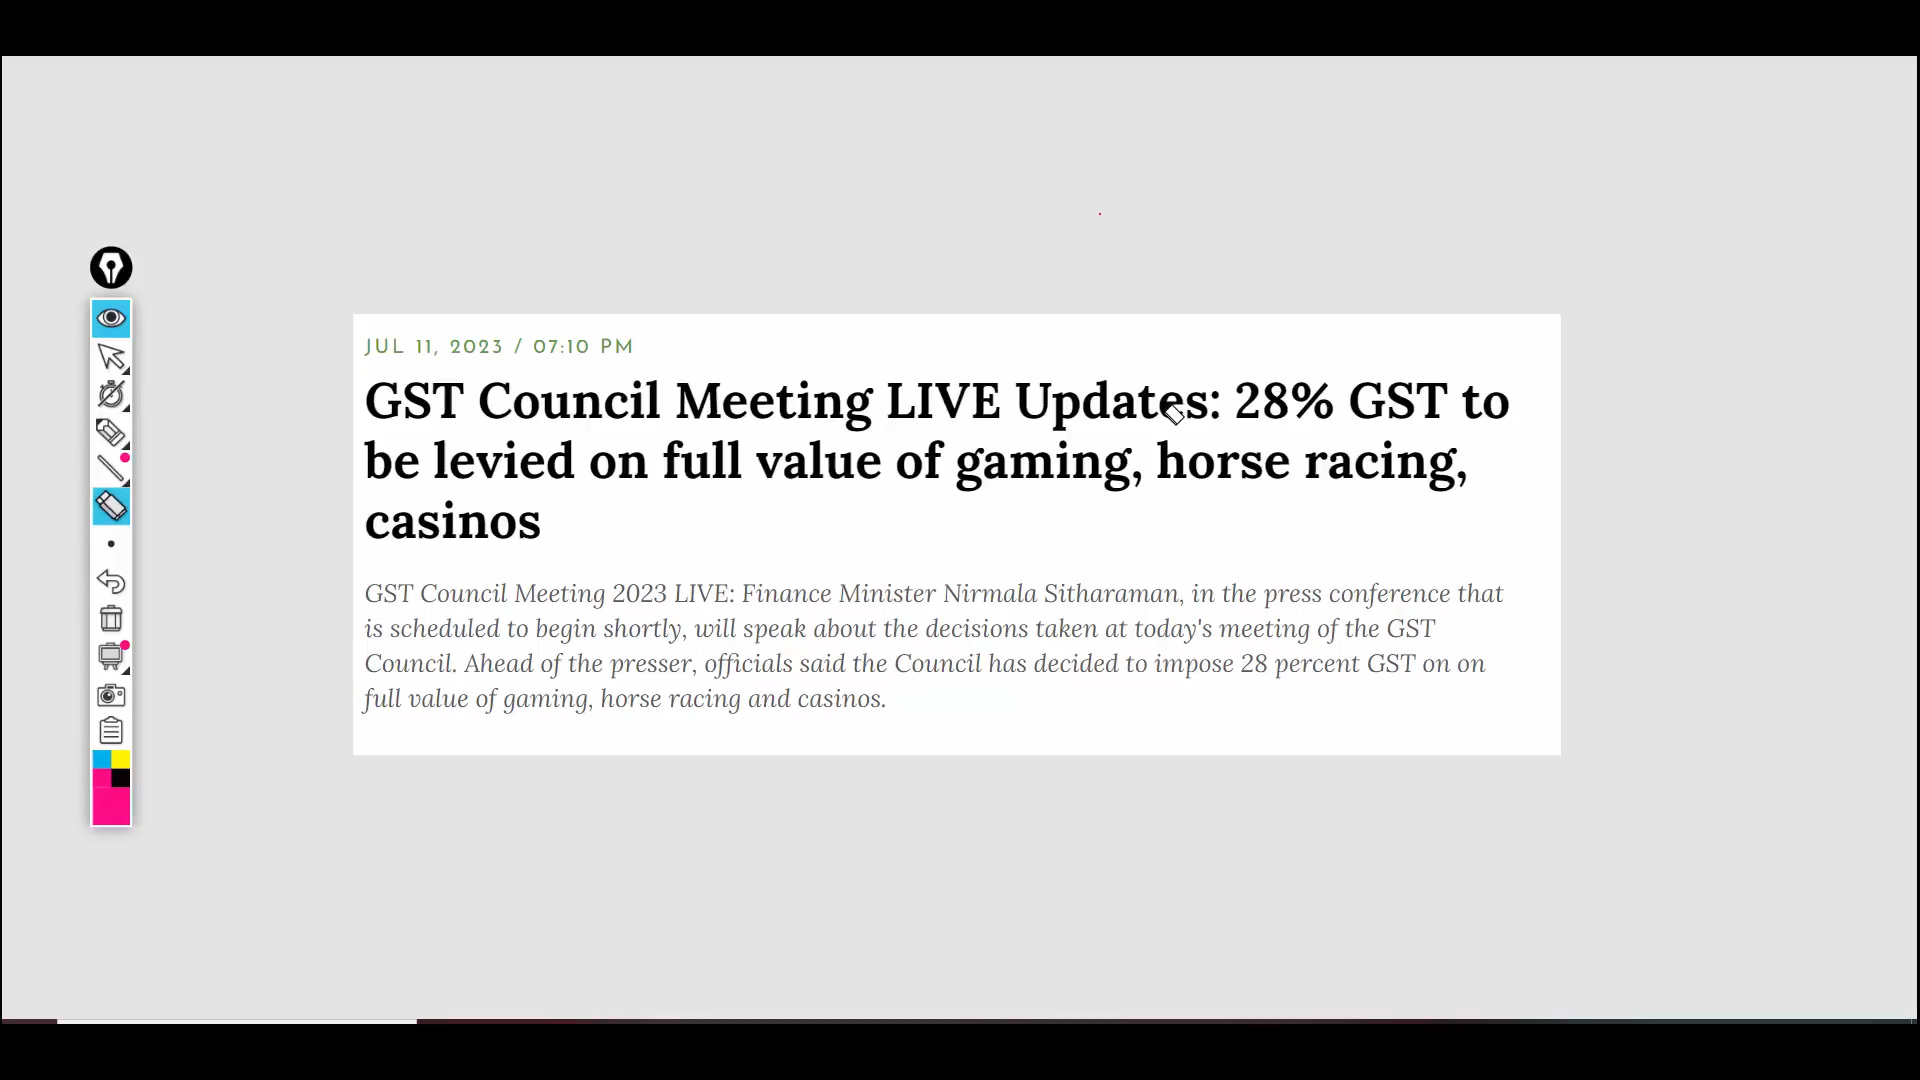 JUL 11, 2023 / 07:10 PM
GST Council Meeting LIVE Updates: 28% GST to
be levied on full value of gaming, horse racing,
casinos
GST Council Meeting 2023 LIVE: Finance Minister Nirmala Sitharaman, in the press conference that
is scheduled to begin shortly, will speak about the decisions taken at today's meeting of the GST
Council. Ahead of the presser, officials said the Council has decided to impose 28 percent GST on on
full value of gaming, horse racing and casinos.